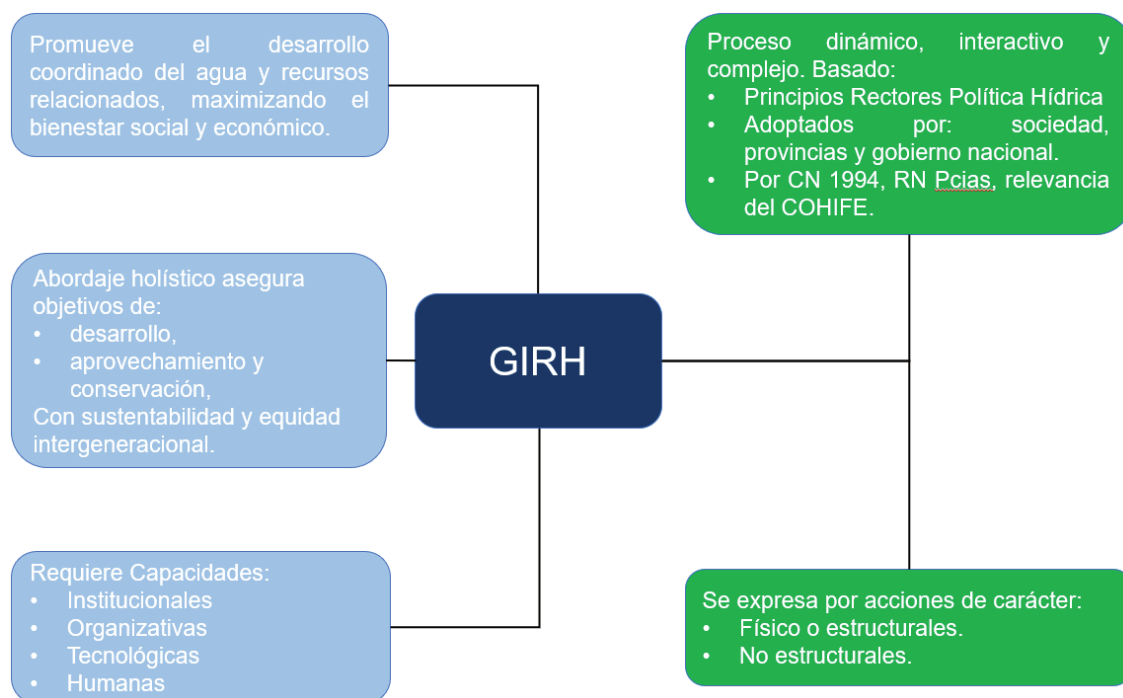 Promueve el desarrollo
coordinado del agua y recursos
relacionados, maximizando el
bienestar social y económico.
Abordaje holístico asegura
objetivos de:
• desarrollo,
• aprovechamiento y
conservación,
Con sustentabilidad y equidad
intergeneracional.
Requiere Capacidades:
• Institucionales
• Organizativas
• Tecnológicas
• Humanas
GIRH
Proceso dinámico, interactivo y
complejo. Basado:
• Principios Rectores Política Hídrica
• Adoptados por: sociedad,
provincias y gobierno nacional.
• Por CN 1994, RN Pcias, relevancia
del COHIFE.
Se expresa por acciones de carácter:
• Físico o estructurales.
• No estructurales.